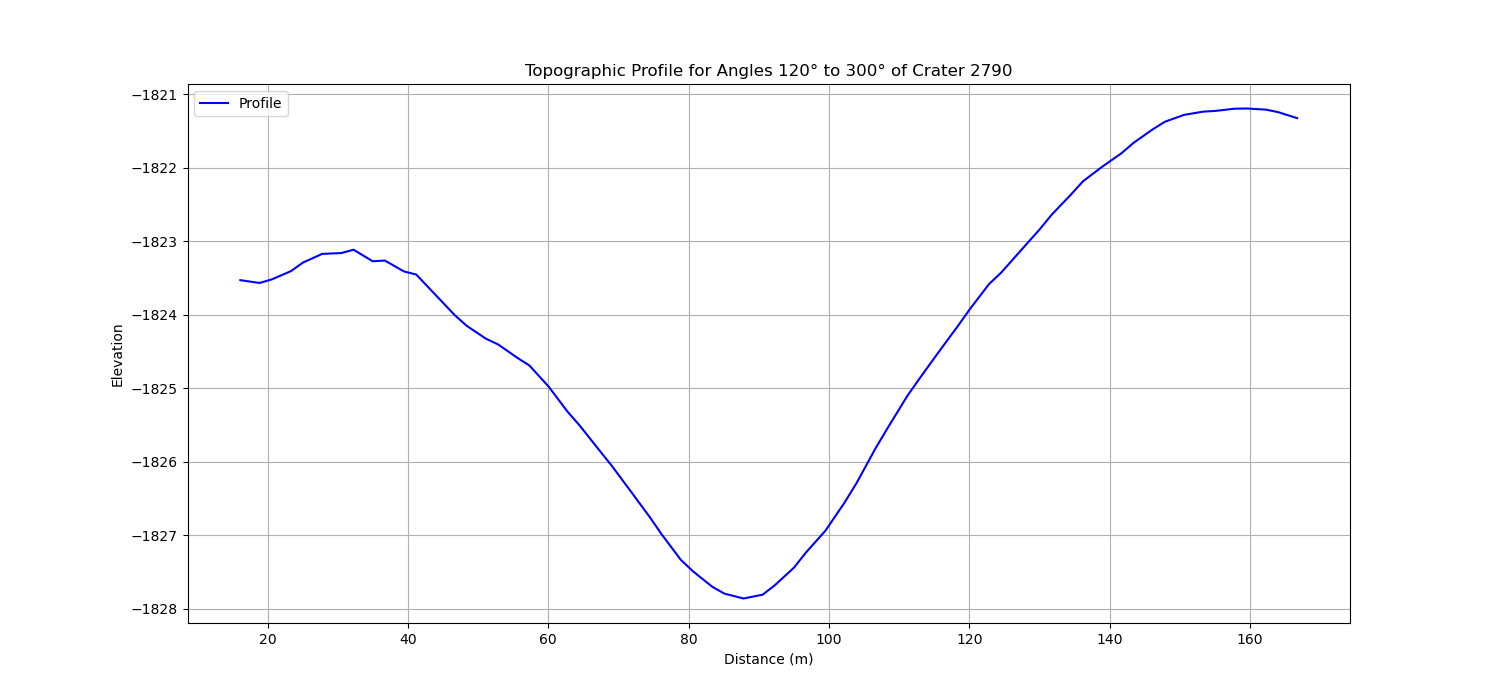 Topographic Profile for Angles 120° to 300° of Crater 2790
Profile
−1821
−1822
−1823
−1824
−1825
−1826
−1827
−1828
Elevation
20 40 60 80 100 120 140 160
Distance (m)